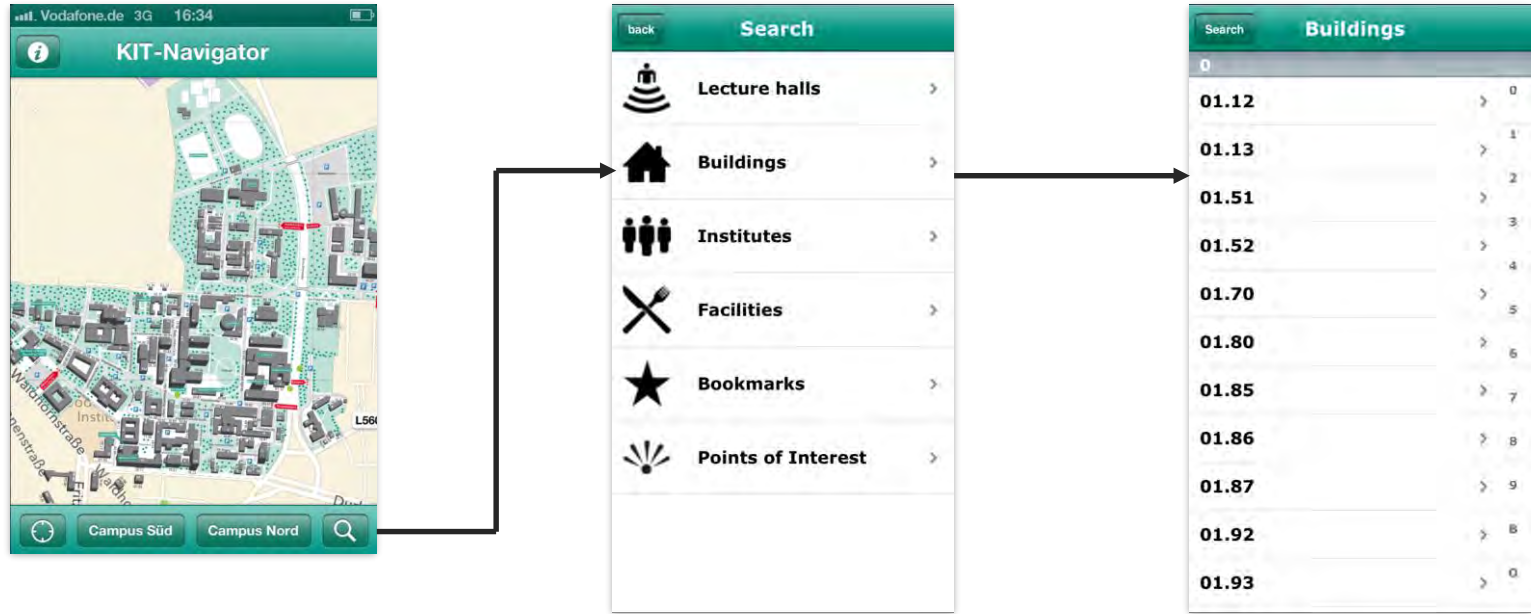 Vodafone.de 3G 16:34
KIT-Navigator
L560
Waldhornstraße
Campus Süd Campus Nord
back Search
Lecture halls
Buildings
Institutes
Facilities
Bookmarks
Points of Interest
Search Buildings
0
01.12
01.13
01.51
01.52
01.70
01.80
01.85
01.86
01.87
01.92
01.93
0
1
2
3
4
5
6
7
8
9
B
O